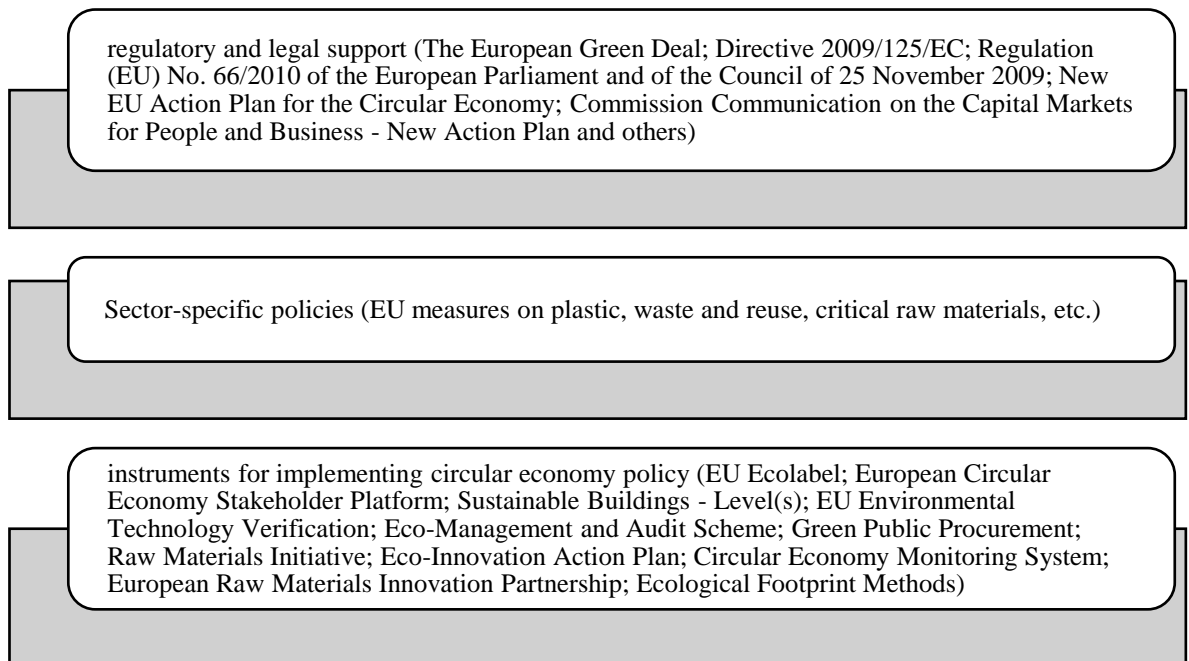 regulatory and legal support (The European Green Deal; Directive 2009/125/EC; Regulation
(EU) No. 66/2010 of the European Parliament and of the Council of 25 November 2009; New
EU Action Plan for the Circular Economy; Commission Communication on the Capital Markets
for People and Business - New Action Plan and others)
Sector-specific policies (EU measures on plastic, waste and reuse, critical raw materials, etc.)
instruments for implementing circular economy policy (EU Ecolabel; European Circular
Economy Stakeholder Platform; Sustainable Buildings - Level(s); EU Environmental
Technology Verification; Eco-Management and Audit Scheme; Green Public Procurement;
Raw Materials Initiative; Eco-Innovation Action Plan; Circular Economy Monitoring System;
European Raw Materials Innovation Partnership; Ecological Footprint Methods)